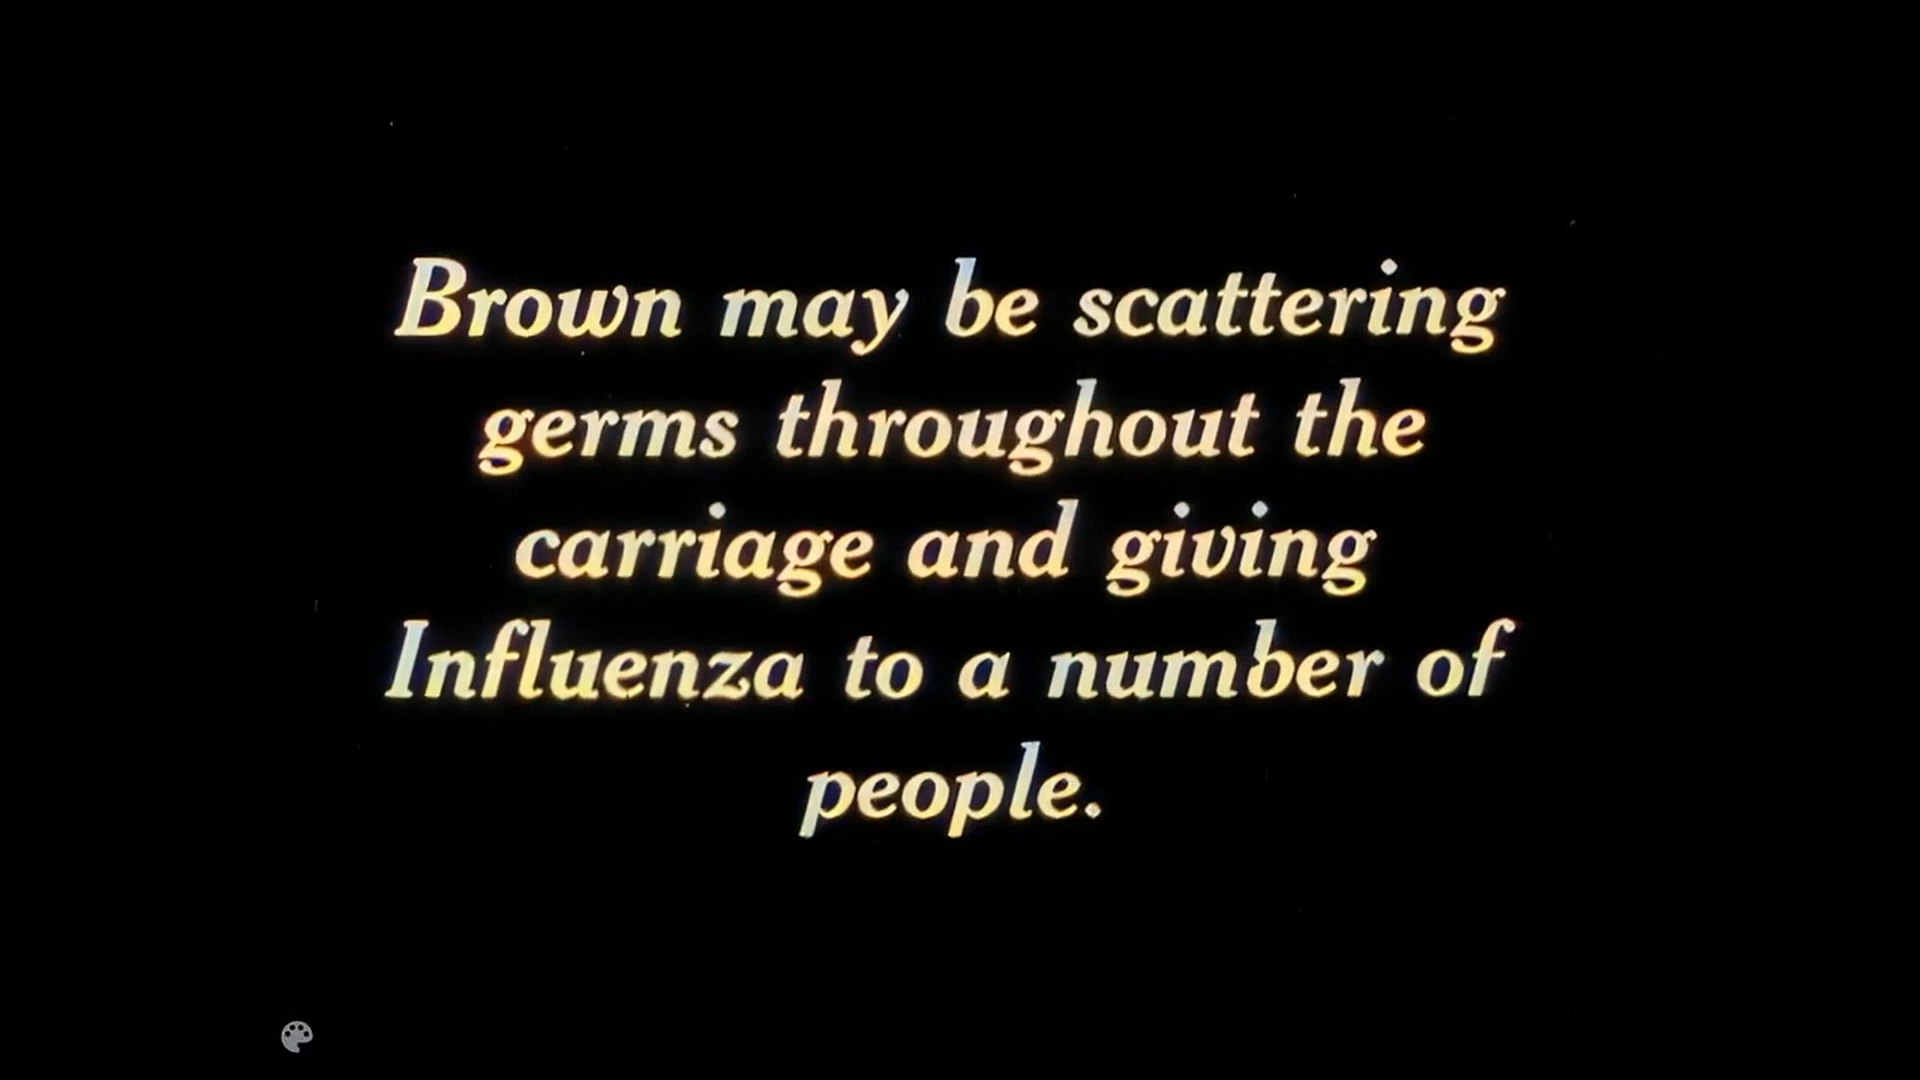 Brown may be scattering
germs throughout the
carriage and giving
Influenza to a number of
people.